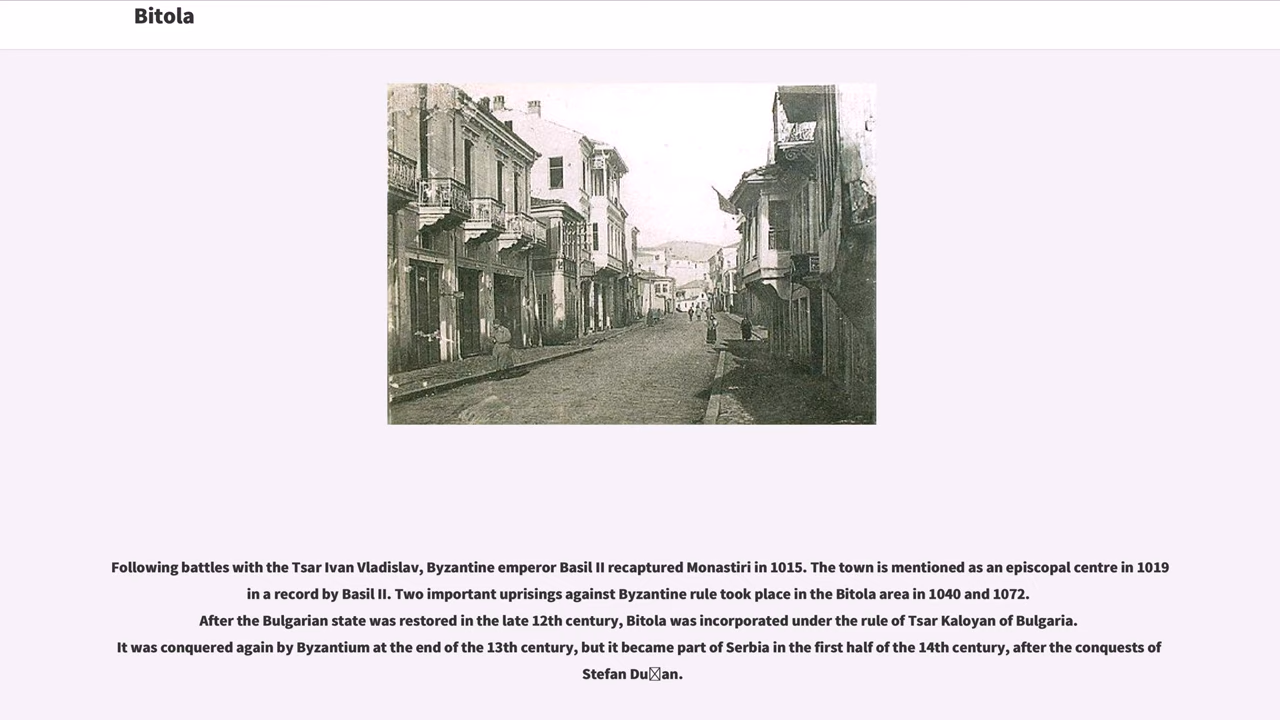 Bitola
Following battles with the Tsar Ivan Vladislav, Byzantine emperor Basil II recaptured Monastiri in 1015. The town is mentioned as an episcopal centre in 1019
in a record by Basil II. Two important uprisings against Byzantine rule took place in the Bitola area in 1040 and 1072.
After the Bulgarian state was restored in the late 12th century, Bitola was incorporated under the rule of Tsar Kaloyan of Bulgaria.
It was conquered again by Byzantium at the end of the 13th century, but it became part of Serbia in the first half of the 14th century, after the conquests of
Stefan